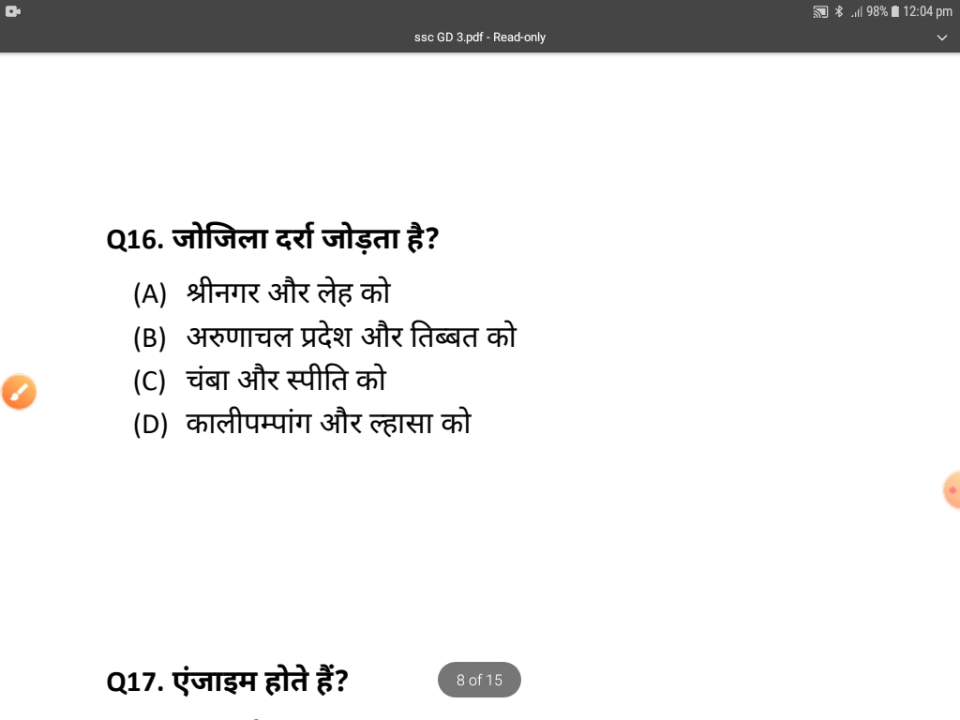 98% 12:04 pm
ssc GD 3.pdf - Read-only
Q16. जोजिला दर्रा जोड़ता है?
(A) श्रीनगर और लेह को
(B) अरुणाचल प्रदेश और तिब्बत को
(C) चंबा और स्पीति को
(D) कालीपम्पांग और ल्हासा को
Q17. एंजाइम होते हैं?
8 of 15